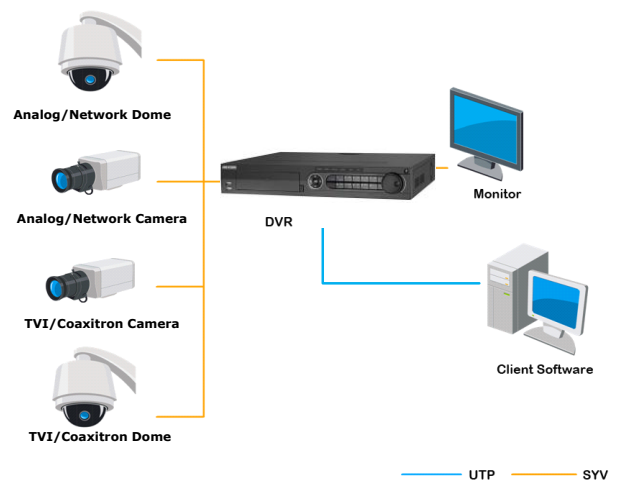 Analog/Network Dome
Analog/Network Camera
DVR
Monitor
TVI/Coaxitron Camera
Client Software
TVI/Coaxitron Dome
UTP
SYV